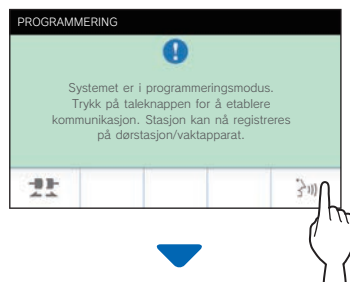 PROGRAMMERING
Systemet er i programmeringsmodus.
Trykk på taleknappen for å etablere
kommunikasjon. Stasjon kan nå registreres
på dørstasjon/vaktapparat.